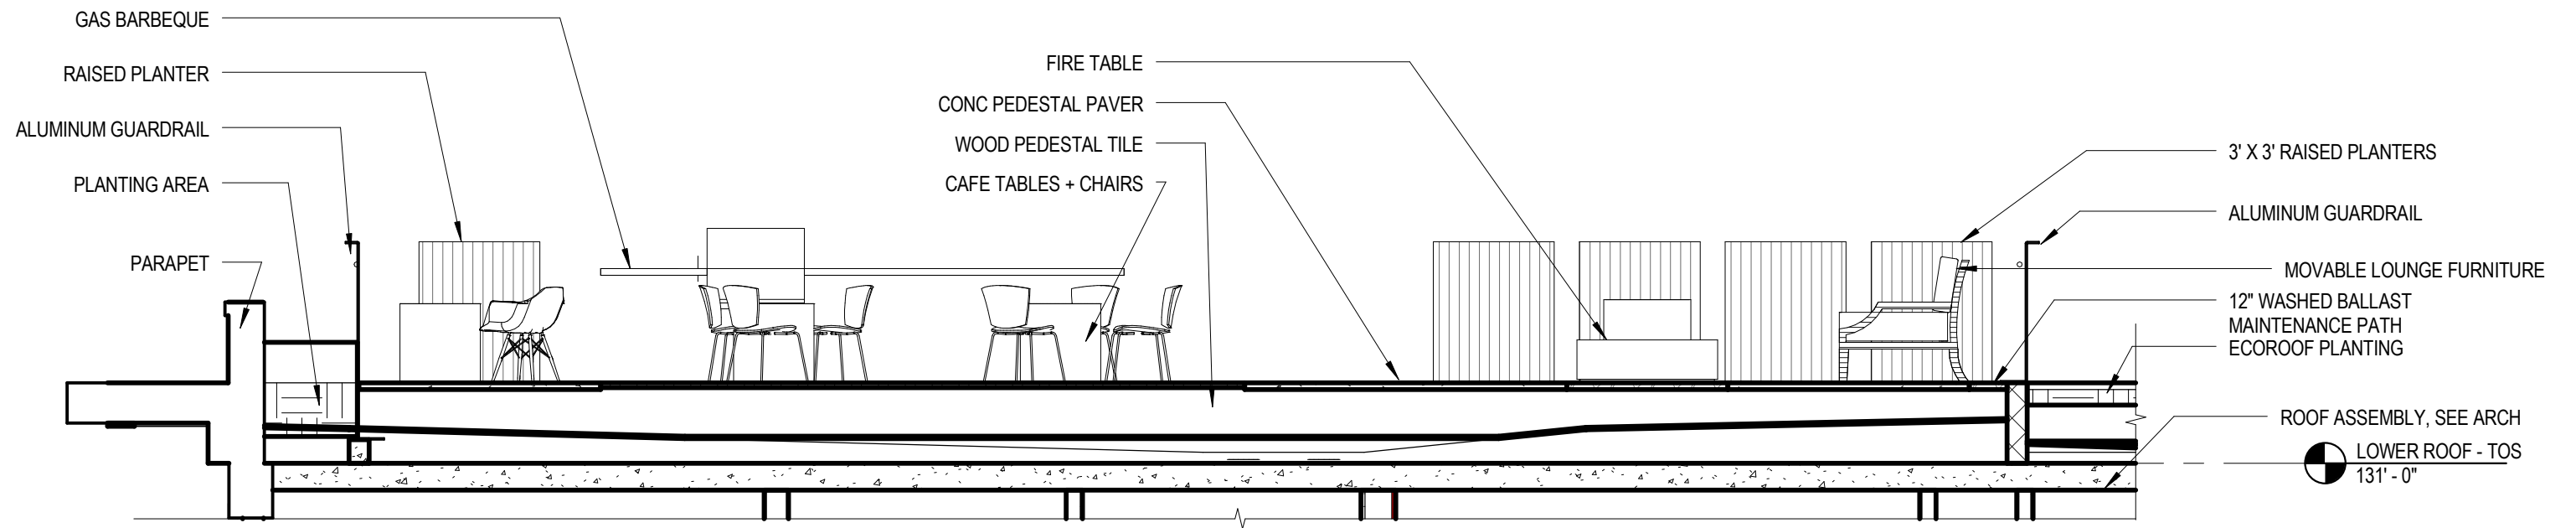 GAS BARBEQUE
RAISED PLANTER
ALUMINUM GUARDRAIL
PLANTING AREA
PARAPET
FIRE TABLE
CONC PEDESTAL PAVER
WOOD PEDESTAL TILE
CAFE TABLES + CHAIRS
3' X 3' RAISED PLANTERS
ALUMINUM GUARDRAIL
MOVABLE LOUNGE FURNITURE
12" WASHED BALLAST
MAINTENANCE PATH
ECOROOF PLANTING
ROOF ASSEMBLY, SEE ARCH
LOWER ROOF - TOS
131' - 0"